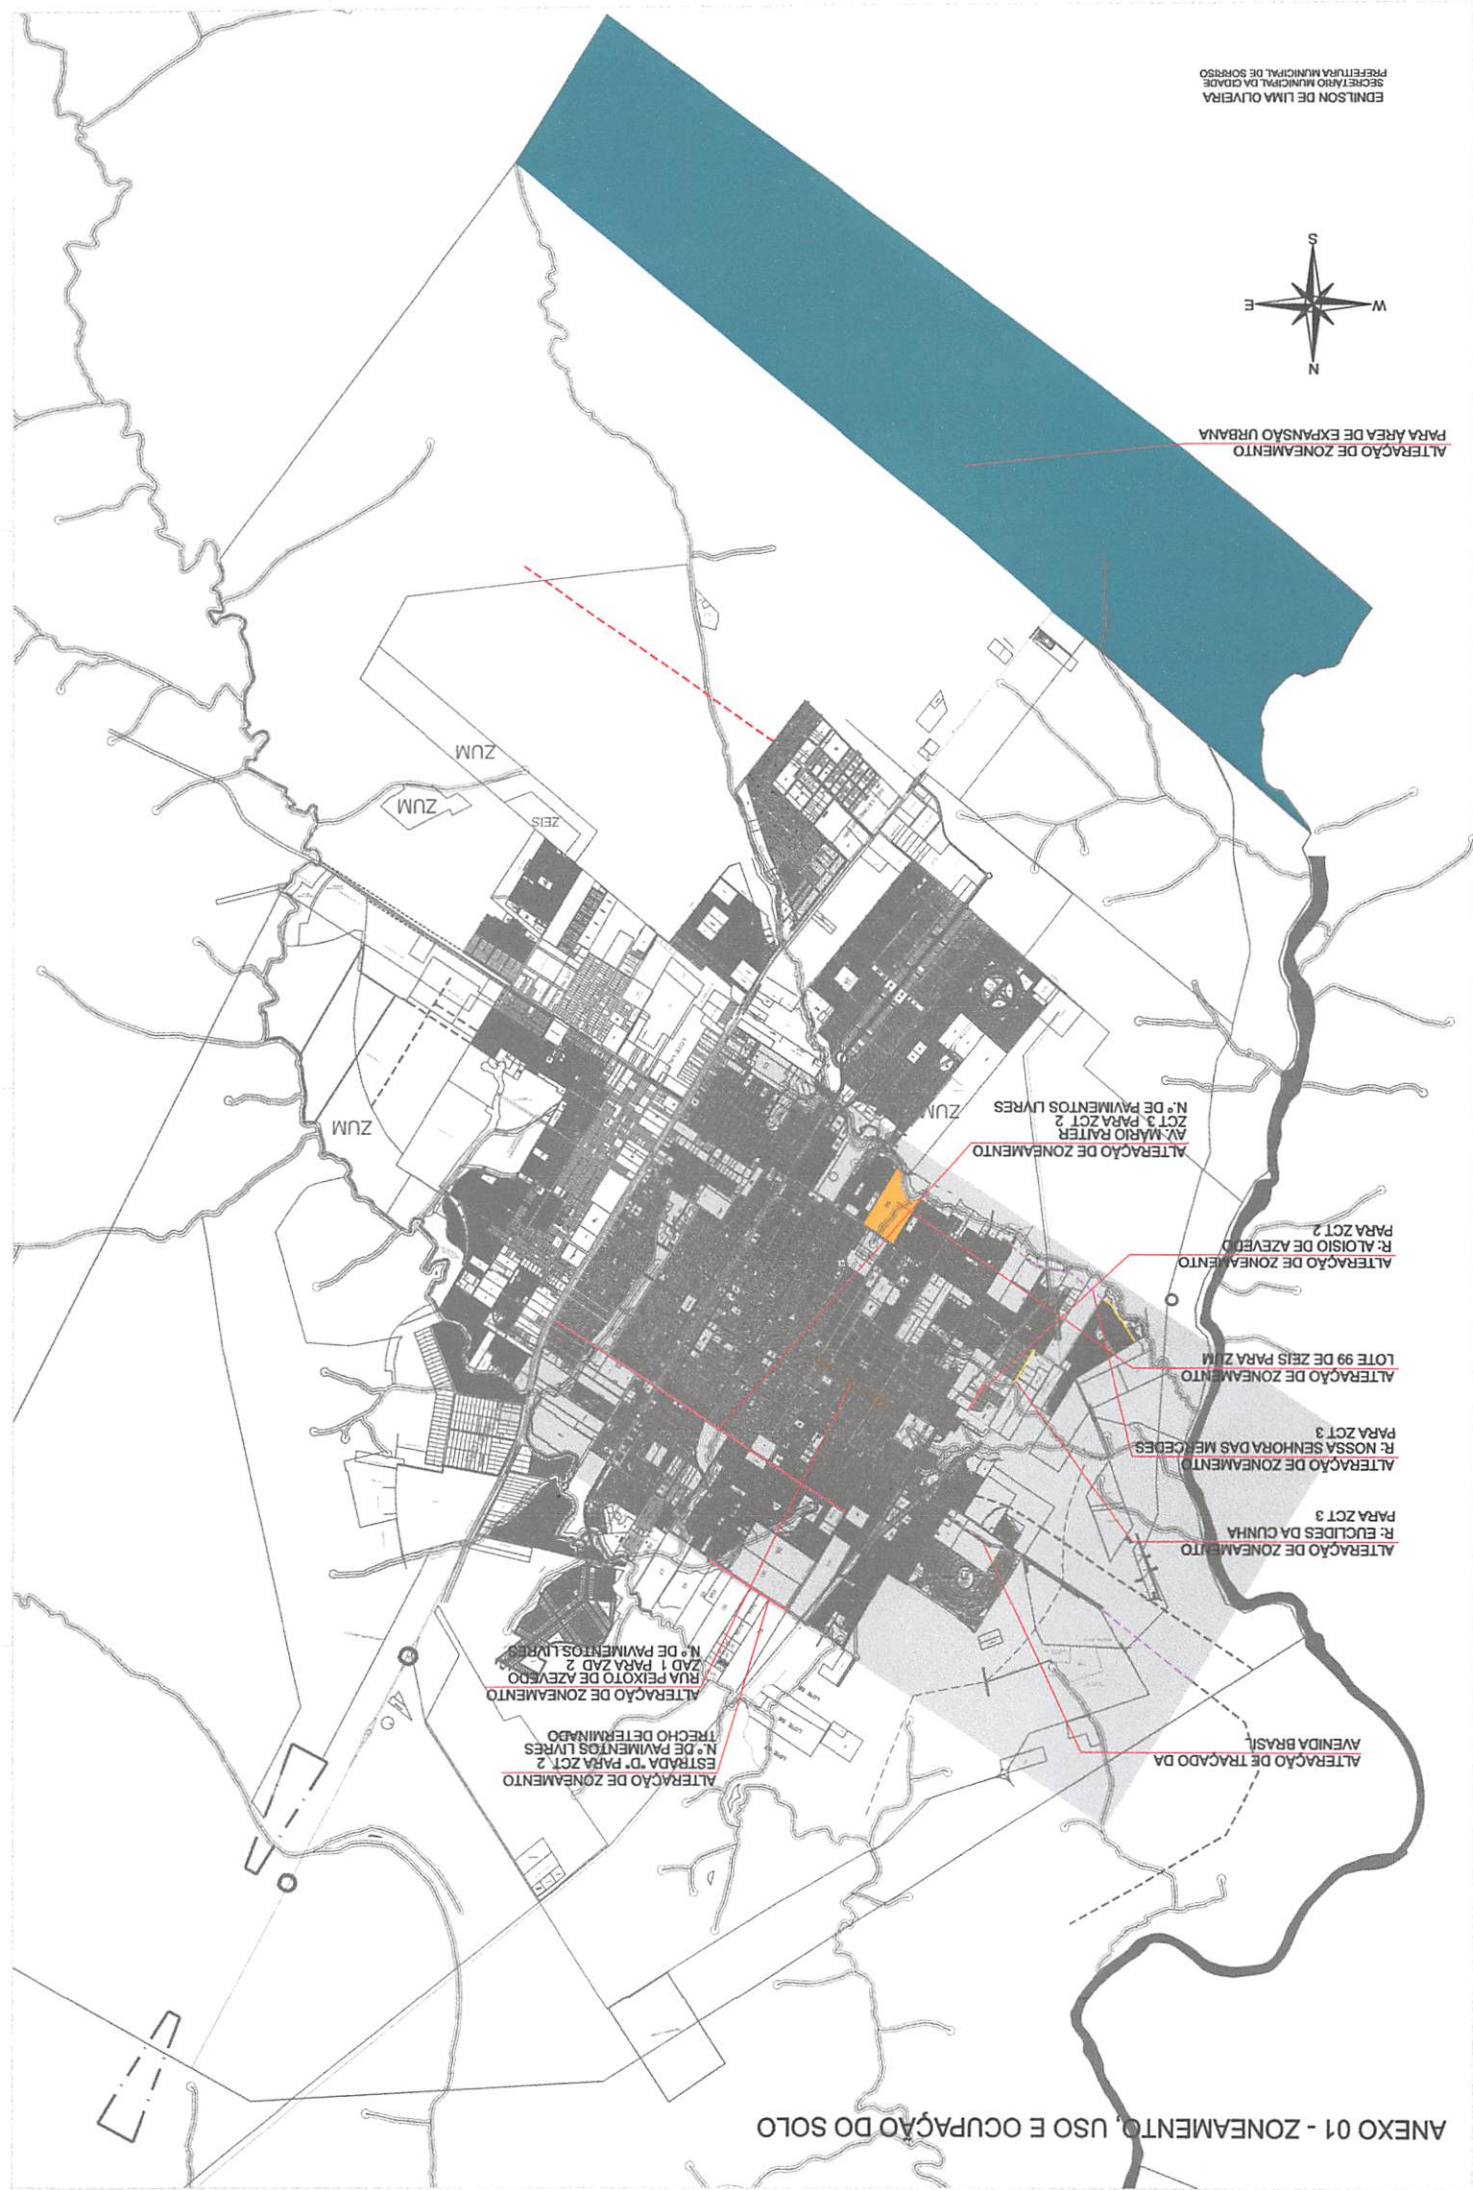 ANEXO 01 - ZONEAMENTO, USO E OCUPAÇÃO DO SOLO
ALTERAÇÃO DE TRAÇADO DA
AVENIDA BRASIL
ALTERAÇÃO DE ZONEAMENTO
ESTRADA "D" PARA ZCT 2
N.º DE PAVIMENTOS LIVRES
TRECHO DETERMINADO
ALTERAÇÃO DE ZONEAMENTO
RUA PEIXOTO DE AZEVEDO
ZAD 1 PARA ZAD 2
N.º DE PAVIMENTOS LIVRES
ALTERAÇÃO DE ZONEAMENTO
R: EUCLIDES DA CUNHA
PARA ZCT 3
ALTERAÇÃO DE ZONEAMENTO
R: NOSSA SENHORA DAS MERCEDES
PARA ZCT 3
ALTERAÇÃO DE ZONEAMENTO
LOTE 99 DE ZEIS PARA ZUM
ALTERAÇÃO DE ZONEAMENTO
R: ALOISIO DE AZEVEDO
PARA ZCT 2
ALTERAÇÃO DE ZONEAMENTO
AV. MARIO RAITER
ZCT 3 PARA ZCT 2
N.º DE PAVIMENTOS LIVRES
ZUM
ZUM
ZEIS
ZUM
ZUM
ALTERAÇÃO DE ZONEAMENTO
PARA ÁREA DE EXPANSÃO URBANA
N
W
E
S
EDNILSON DE LIMA OLIVEIRA
SECRETÁRIO MUNICIPAL DA CIDADE
PREFEITURA MUNICIPAL DE SORRISO